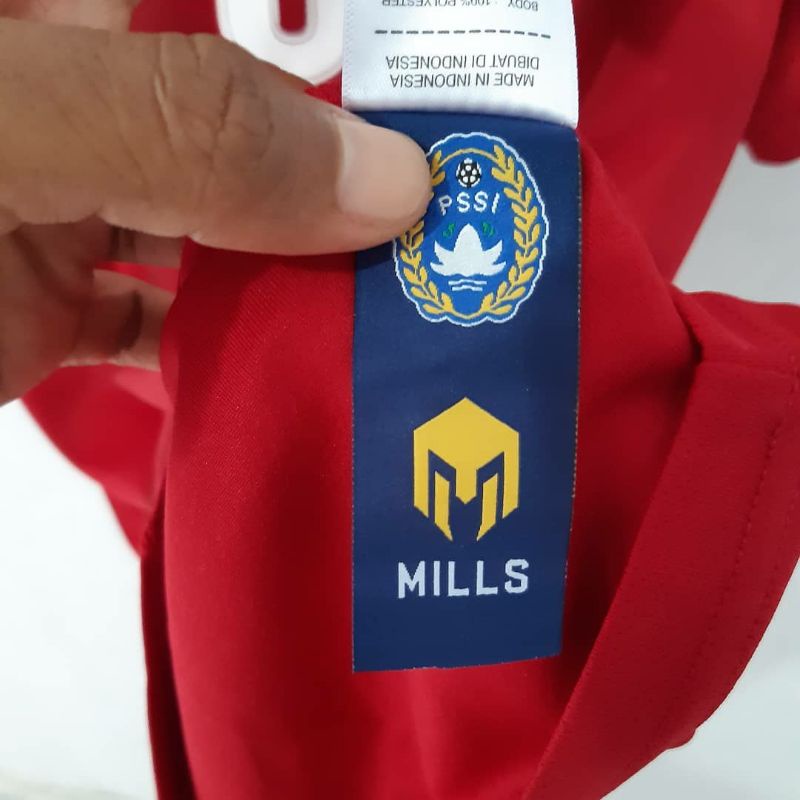 MADE IN INDONESIA
DIBUAT DI INDONESIA
BODY : 100% POLYESTER
PSSI
MILLS